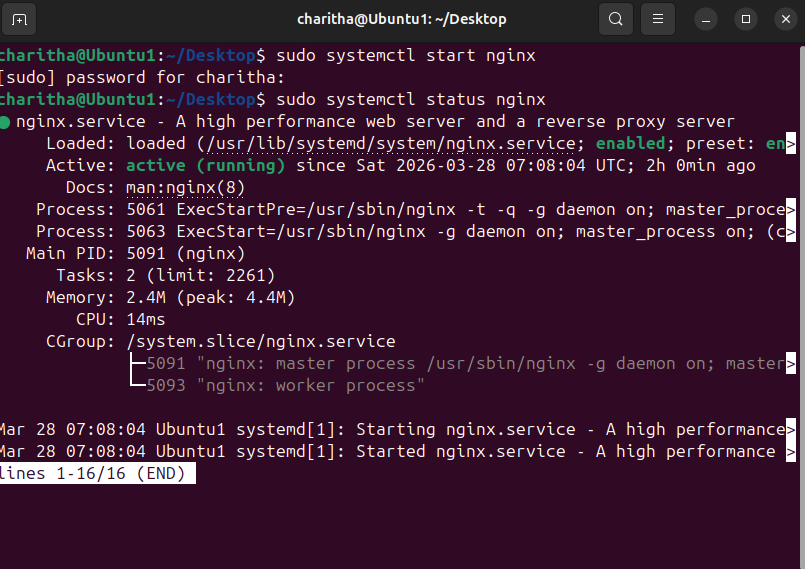 charitha@Ubuntu1: ~/Desktop
charitha@Ubuntu1:~/Desktop$ sudo systemctl start nginx
[sudo] password for charitha:
charitha@Ubuntu1:~/Desktop$ sudo systemctl status nginx
● nginx.service - A high performance web server and a reverse proxy server
Loaded: loaded (/usr/lib/systemd/system/nginx.service; enabled; preset: en>
Active: active (running) since Sat 2026-03-28 07:08:04 UTC; 2h 0min ago
Docs: man:nginx(8)
Process: 5061 ExecStartPre=/usr/sbin/nginx -t -q -g daemon on; master_proce>
Process: 5063 ExecStart=/usr/sbin/nginx -g daemon on; master_process on; (c>
Main PID: 5091 (nginx)
Tasks: 2 (limit: 2261)
Memory: 2.4M (peak: 4.4M)
CPU: 14ms
CGroup: /system.slice/nginx.service
├─5091 "nginx: master process /usr/sbin/nginx -g daemon on; master>
└─5093 "nginx: worker process"
Mar 28 07:08:04 Ubuntu1 systemd[1]: Starting nginx.service - A high performance>
Mar 28 07:08:04 Ubuntu1 systemd[1]: Started nginx.service - A high performance >
lines 1-16/16 (END)